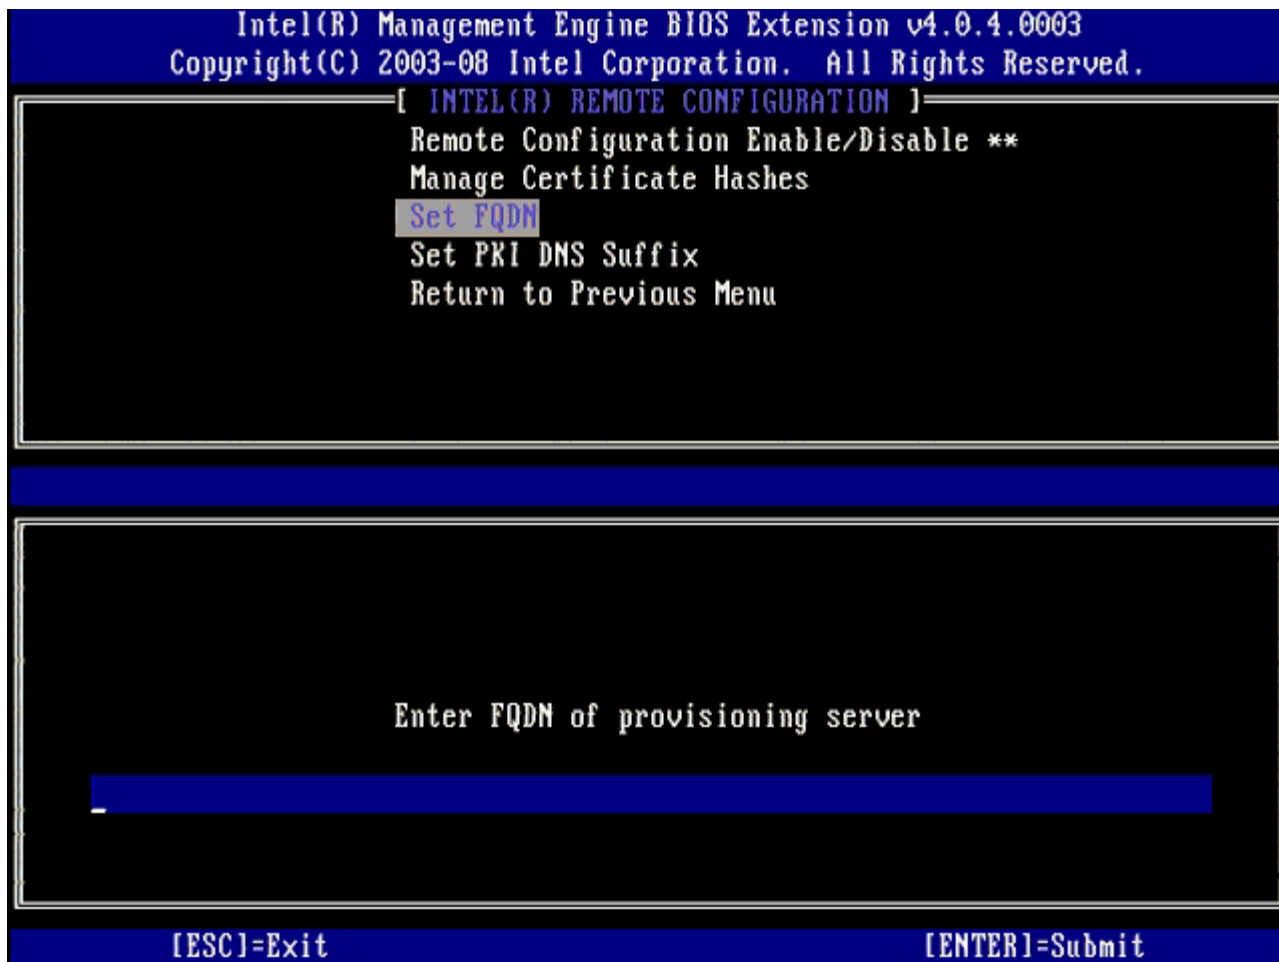 Intel(R) Management Engine BIOS Extension v4.0.4.0003
Copyright(C) 2003-08 Intel Corporation. All Rights Reserved.
[ INTEL(R) REMOTE CONFIGURATION ]
Remote Configuration Enable/Disable **
Manage Certificate Hashes
Set FQDN
Set PKI DNS Suffix
Return to Previous Menu
Enter FQDN of provisioning server
[ESC]=Exit [ENTER]=Submit